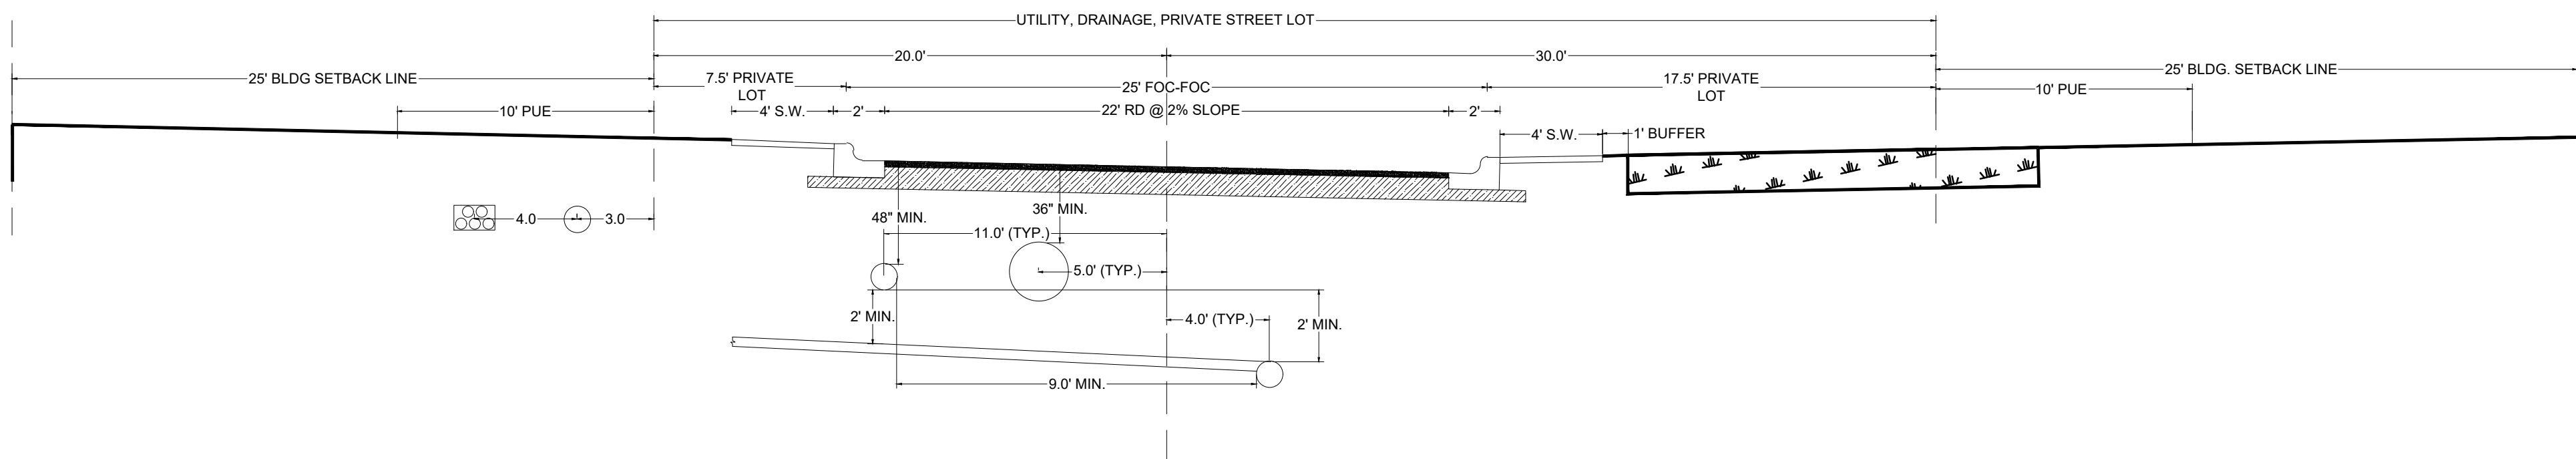 UTILITY, DRAINAGE, PRIVATE STREET LOT
20.0'
30.0'
25' BLDG SETBACK LINE
7.5' PRIVATE
LOT
25' FOC-FOC
17.5' PRIVATE
LOT
25' BLDG. SETBACK LINE
10' PUE
4' S.W.
2'
22' RD @ 2% SLOPE
2'
10' PUE
4' S.W.
1' BUFFER
4.0
3.0
48" MIN.
36" MIN.
11.0' (TYP.)
5.0' (TYP.)
2' MIN.
4.0' (TYP.)
2' MIN.
9.0' MIN.